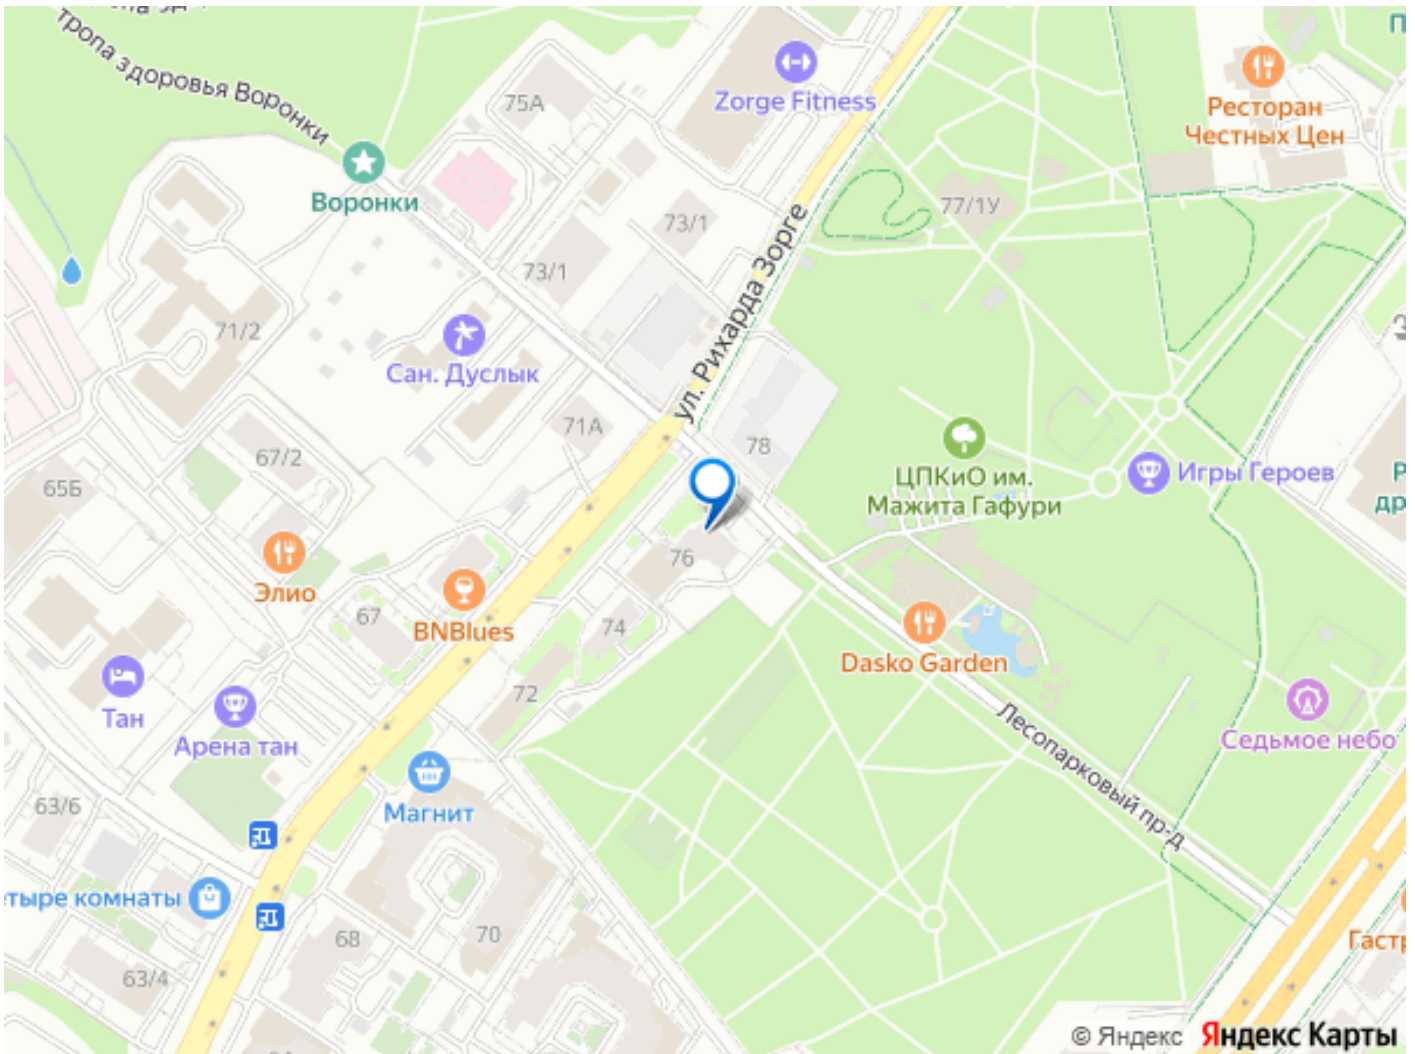 тропа здоровья Воронки
Воронки
75А
Zorge Fitness
Ресторан
Честных Цен
73/1
77/1У
73/1
ул. Рихарда Зорге
71/2
Сан. Дуслык
71А
78
67/2
65Б
ЦПКиО им.
Мажита Гафури
Игры Героев
76
Элио
BNBlues
67
74
Dasko Garden
72
Тан
Арена тан
Лесопарковый пр-д
Седьмое небо
Магнит
63/6
тыре комнаты
68
70
63/4
Гастр
© Яндекс Яндекс Карты